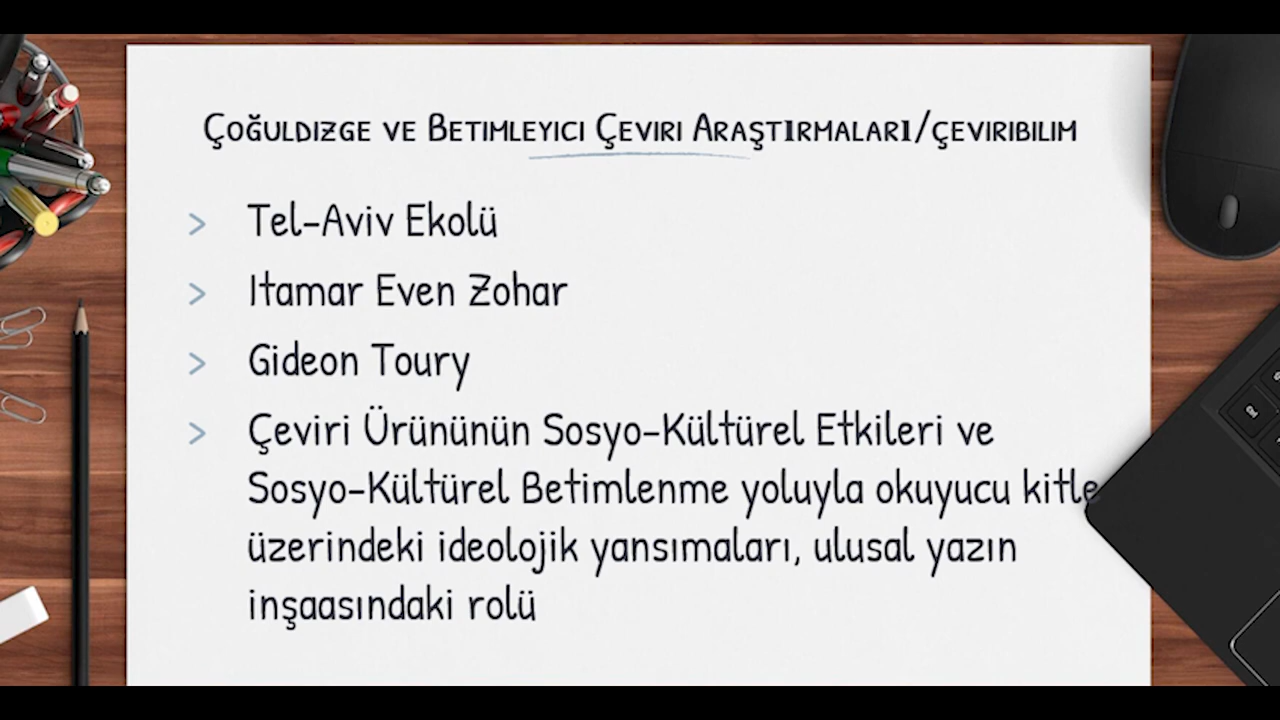 Çoğuldizge ve Betimleyici Çeviri Araştırmaları/çeviribilim
> Tel-Aviv Ekolü
> Itamar Even Zohar
> Gideon Toury
> Çeviri Ürününün Sosyo-Kültürel Etkileri ve
Sosyo-Kültürel Betimlenme yoluyla okuyucu kitle
üzerindeki ideolojik yansımaları, ulusal yazın
inşaasındaki rolü